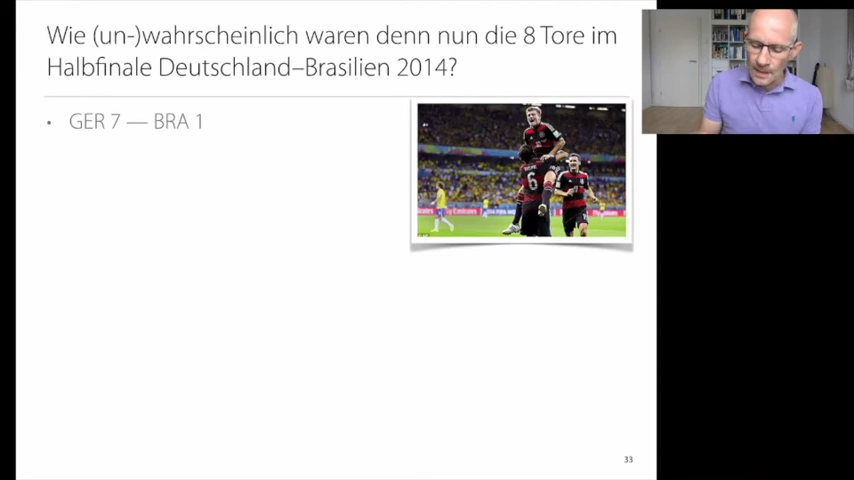 Wie (un-)wahrscheinlich waren denn nun die 8 Tore im
Halbfinale Deutschland–Brasilien 2014?
• GER 7 — BRA 1
6
33